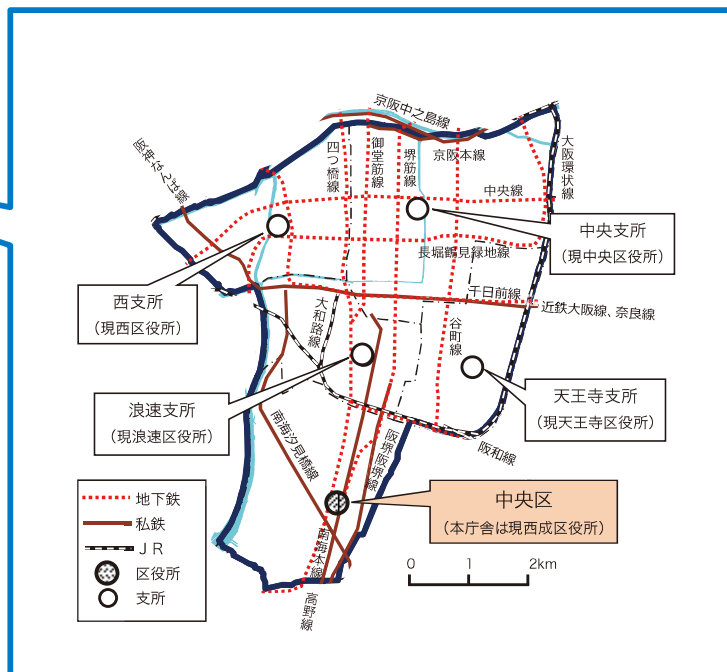 京阪中之島線
大阪環状線
阪神なんば線
四つ橋線
御堂筋線
堺筋線
京阪本線
中央線
中央支所
(現中央区役所)
長堀鶴見緑地線
西支所
(現西区役所)
千日前線
近鉄大阪線、奈良線
大和路線
谷町線
浪速支所
(現浪速区役所)
天王寺支所
(現天王寺区役所)
南海汐見橋線
阪堺阪堺線
阪和線
中央区
(本庁舎は現西成区役所)
地下鉄
私鉄
JR
区役所
支所
南海本線
高野線
0 1 2km